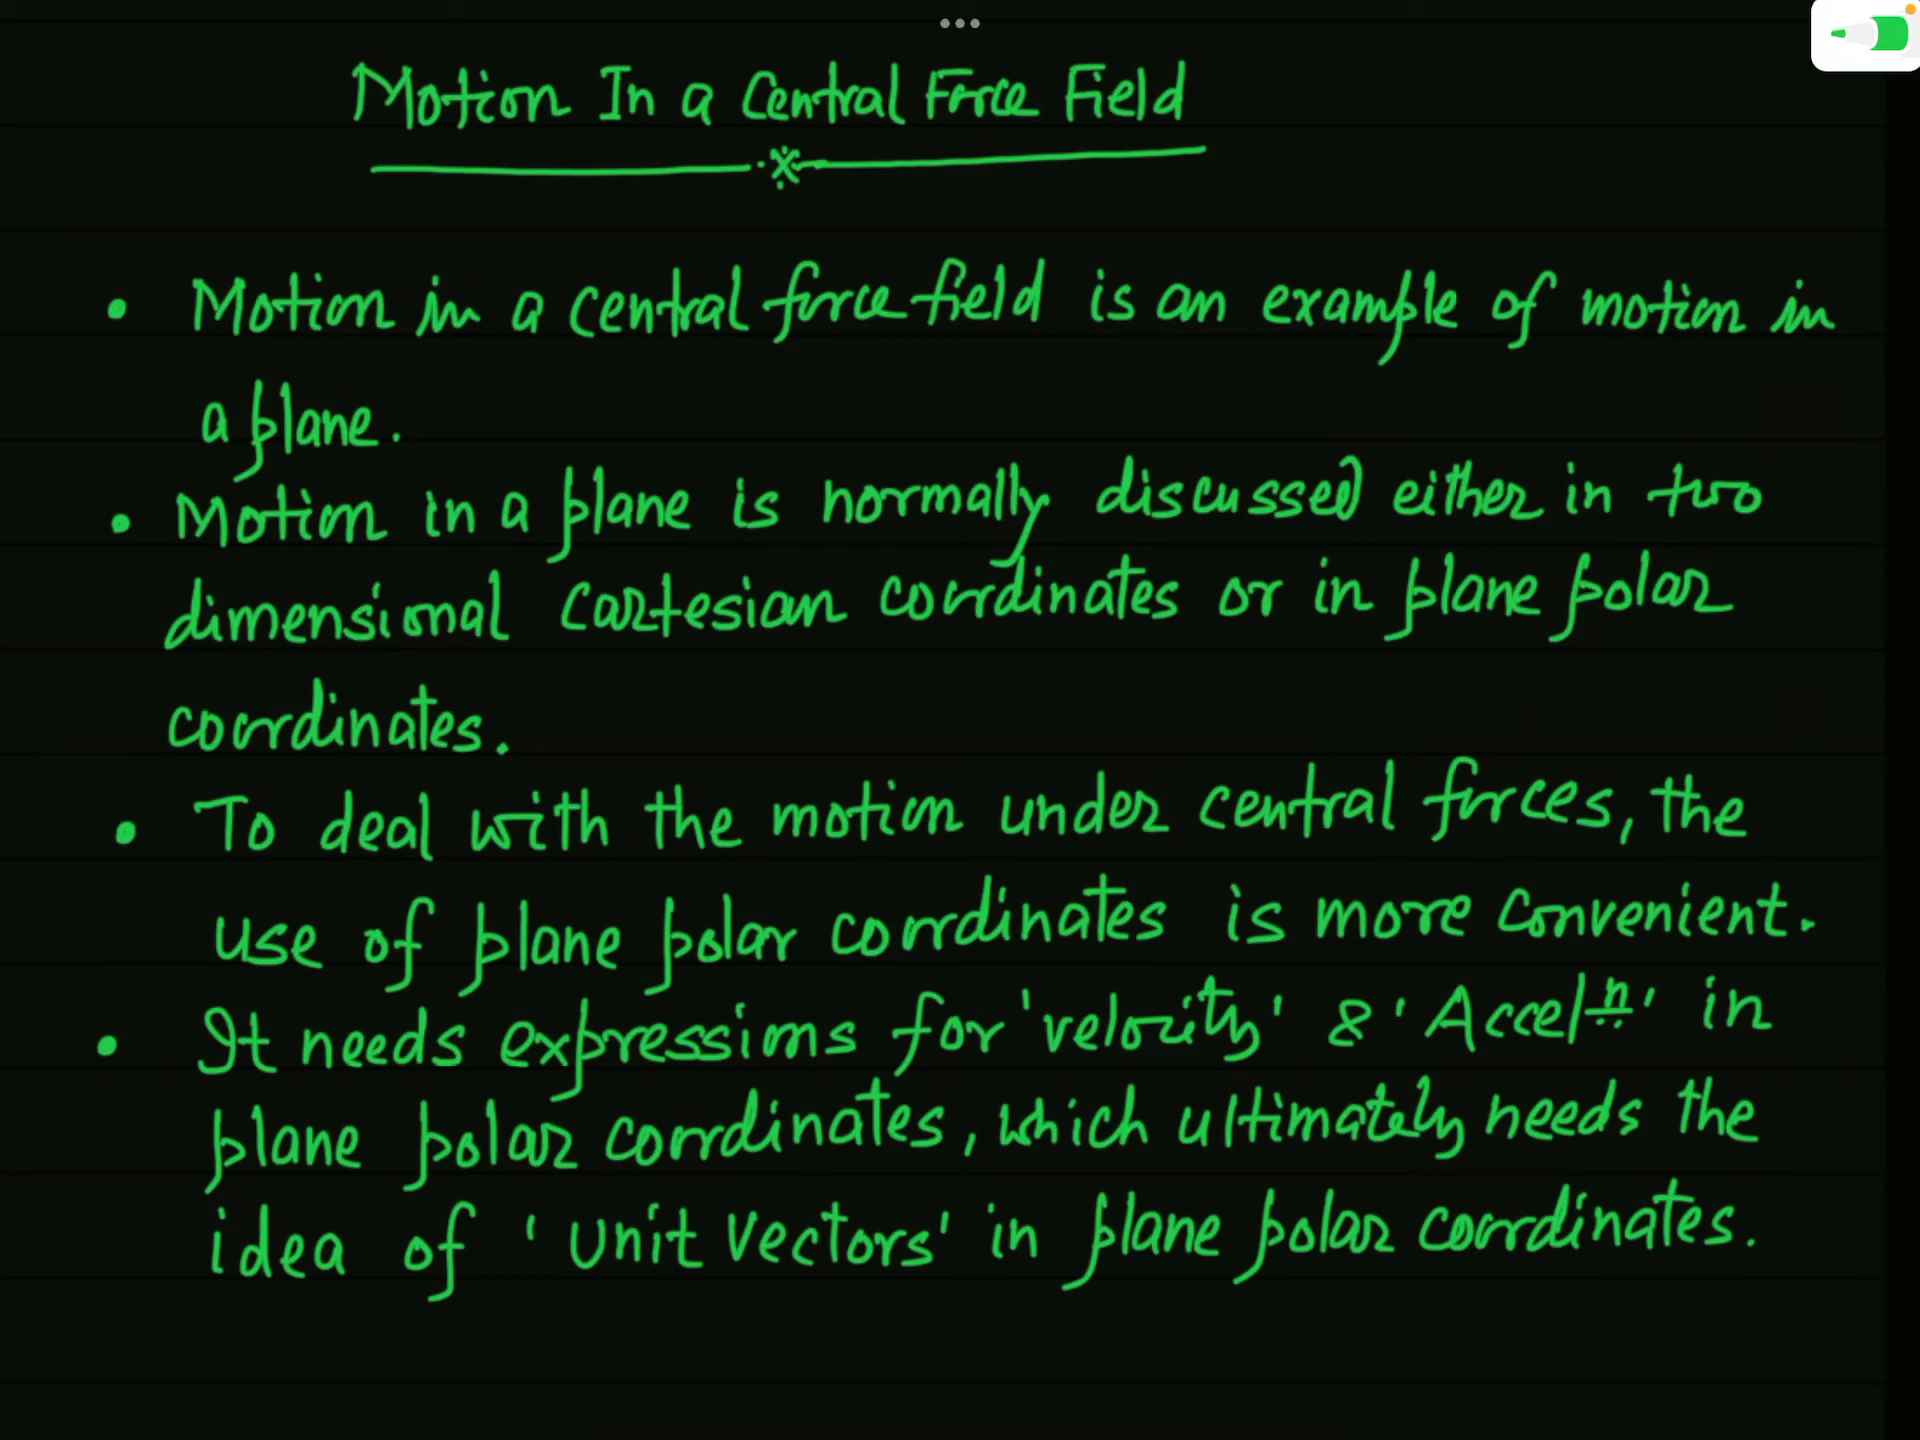 Motion In a Central Force Field
• Motion in a central force field is an example of motion in
a plane.
• Motion in a plane is normally discussed either in two
dimensional cartesian coordinates or in plane polar
coordinates.
• To deal with the motion under central forces, the
use of plane polar coordinates is more convenient.
• It needs expressions for 'velocity' & 'Accelⁿ' in
plane polar coordinates, which ultimately needs the
idea of 'Unit Vectors' in plane polar coordinates.